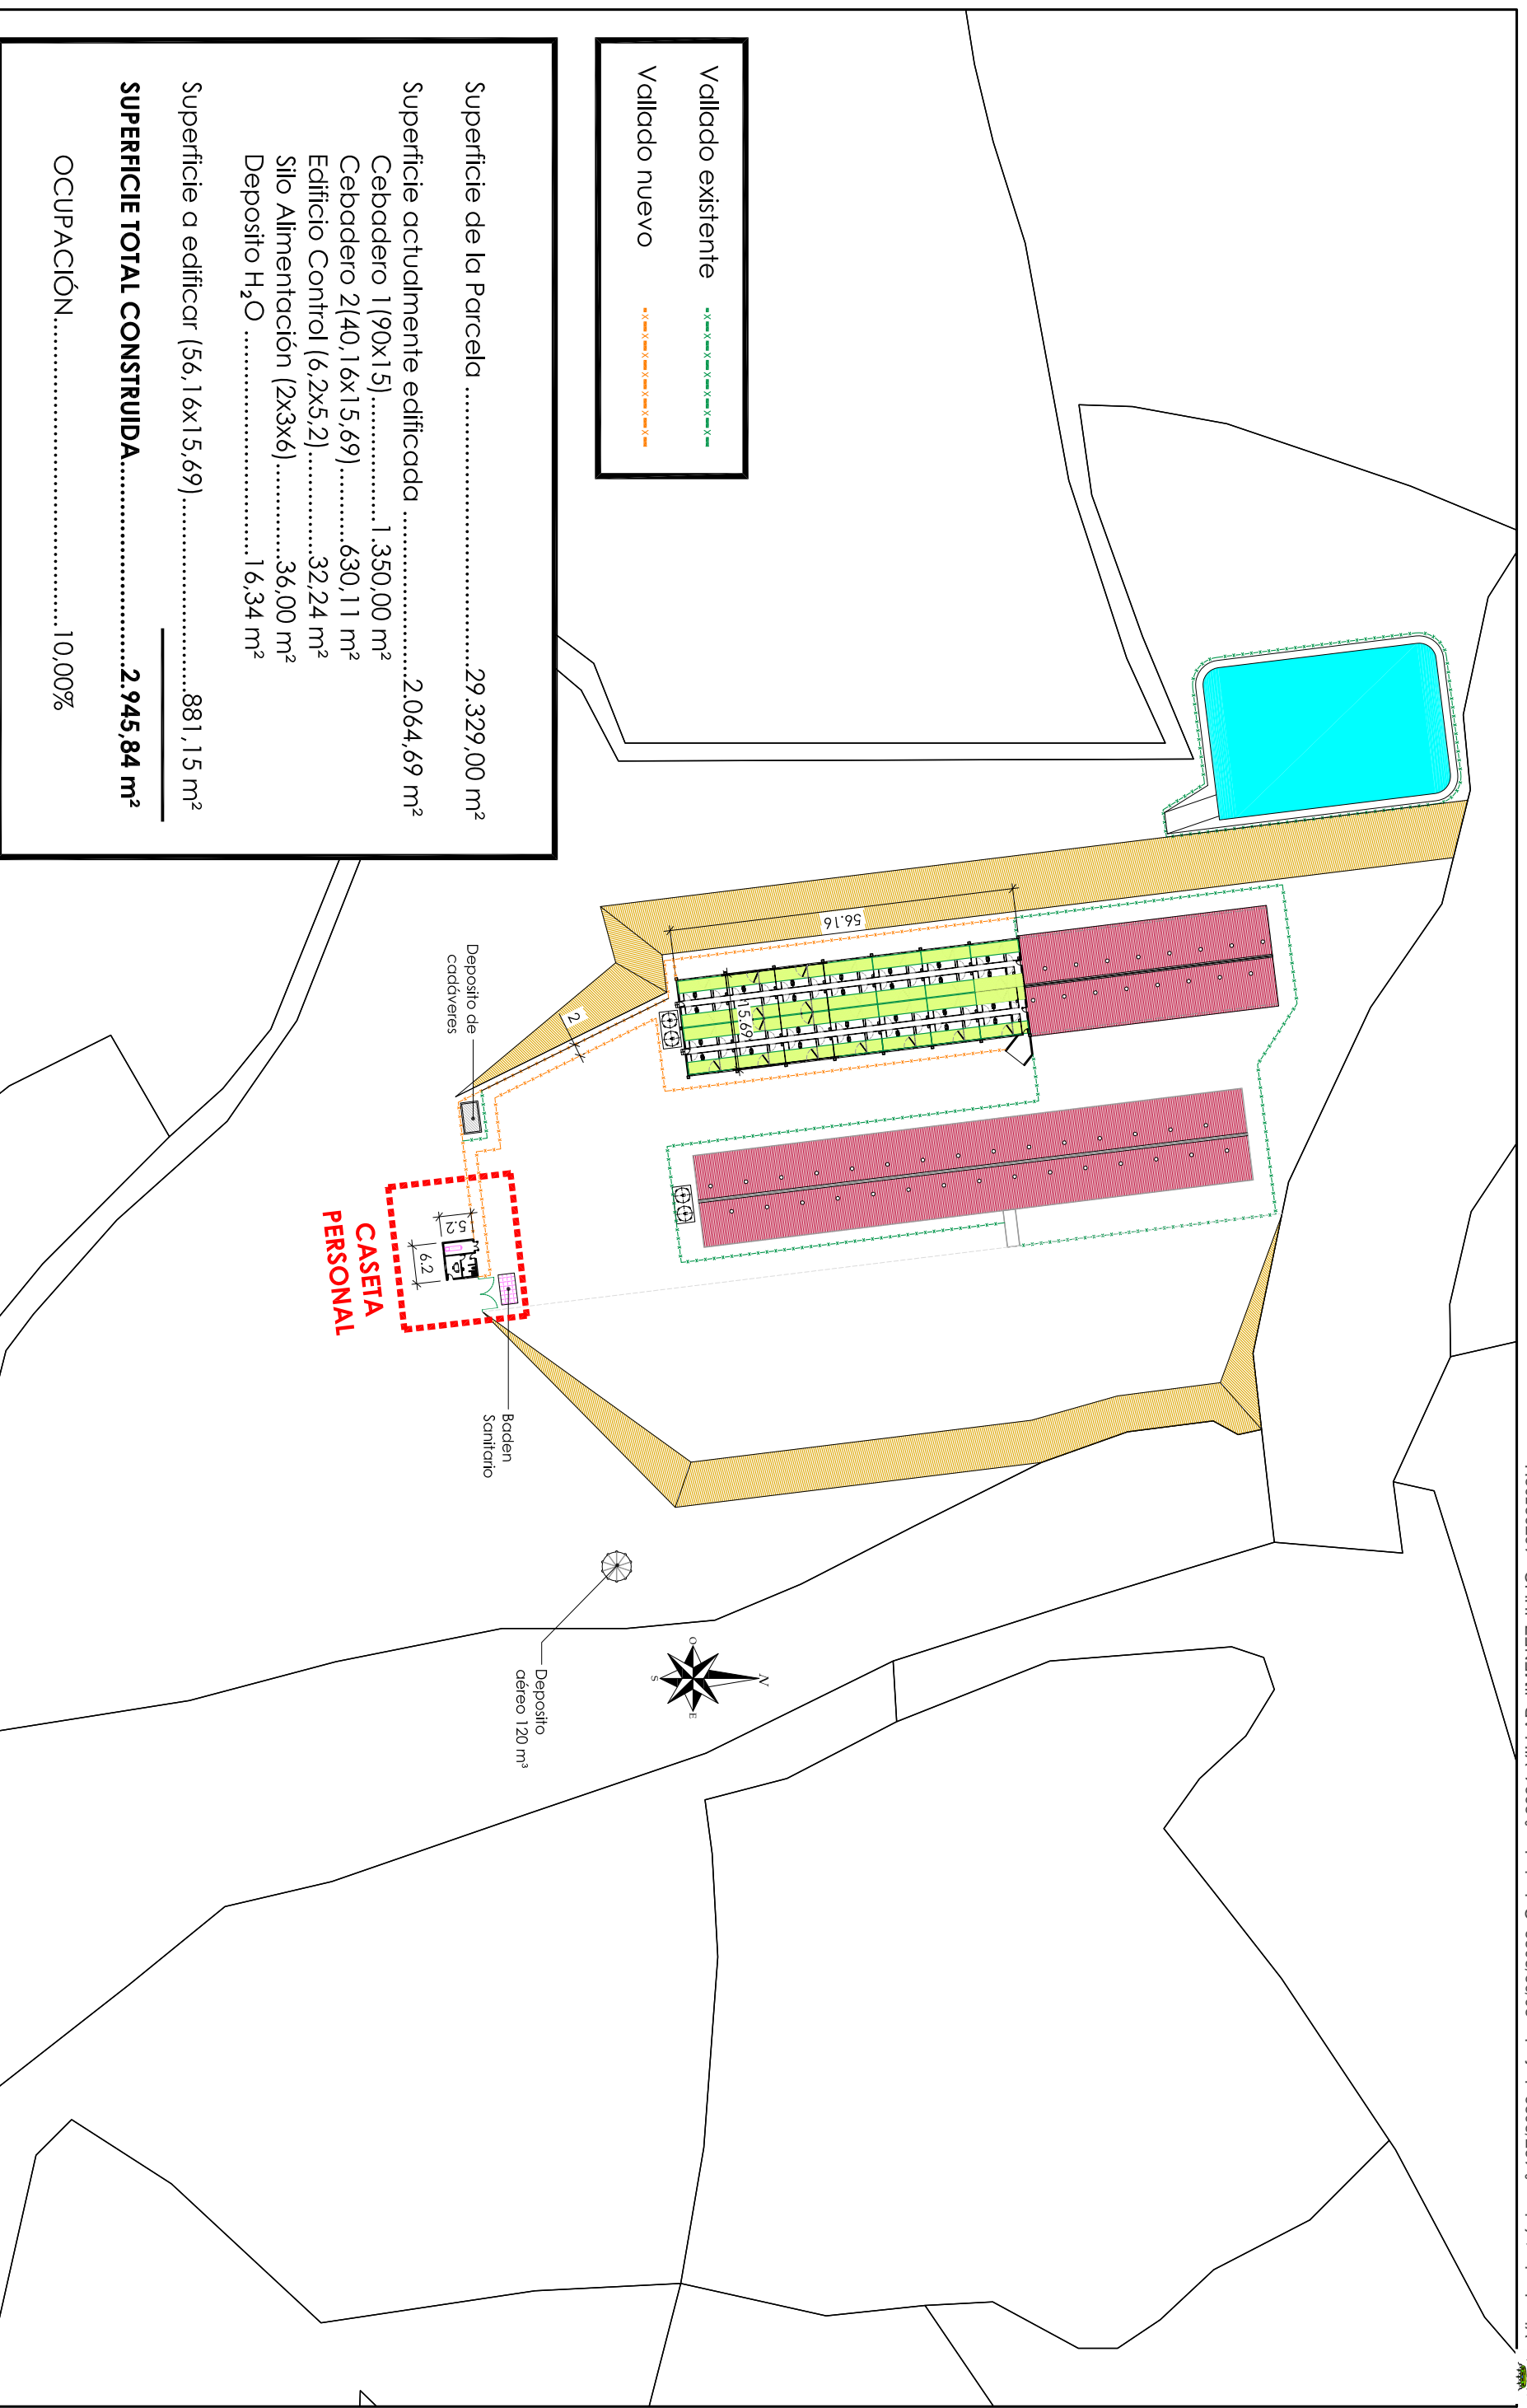 Vallado existente
Vallado nuevo
Superficie de la Parcela ........................................29.329,00 m²
Superficie actualmente edificada ........................2.064,69 m²
Cebadero 1(90x15) ..................1.350,00 m²
Cebadero 2(40,16x15,69) ..........630,11 m²
Edificio Control (6,2x5,2)...............32,24 m²
Silo Alimentación (2x3x6) ............36,00 m²
Deposito H₂O ................................16,34 m²
Superficie a edificar (56,16x15,69) ..........................881,15 m²
SUPERFICIE TOTAL CONSTRUIDA..............................2.945,84 m²
OCUPACIÓN.............................................10,00%
56.16
15.69
2
Deposito de
cadáveres
5.2
6.2
CASETA
PERSONAL
Baden
Sanitario
Deposito
aéreo 120 m³
N
O
E
S